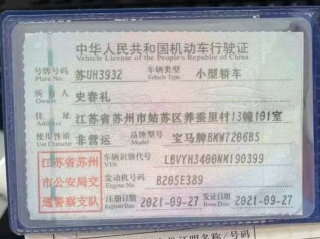 中华人民共和国机动车行驶证
Vehicle License of the People's Republic of China
号牌号码 苏UH393Z 车辆类型 小型轿车
Plate No. Vehicle Type
所有人 史春礼
Owner
住址 江苏省苏州市姑苏区养蚕里村13幢101室
Address
使用性质 非营运 品牌型号 宝马牌BMW7206BS
Use Character Model
江苏省苏州
市公安局交
通警察支队
车辆识别代号 LBVYH3400NMX190399
VIN
发动机号码 B205E389
Engine No.
注册日期 2021-09-27 发证日期 2021-09-27
Register Date Issue Date